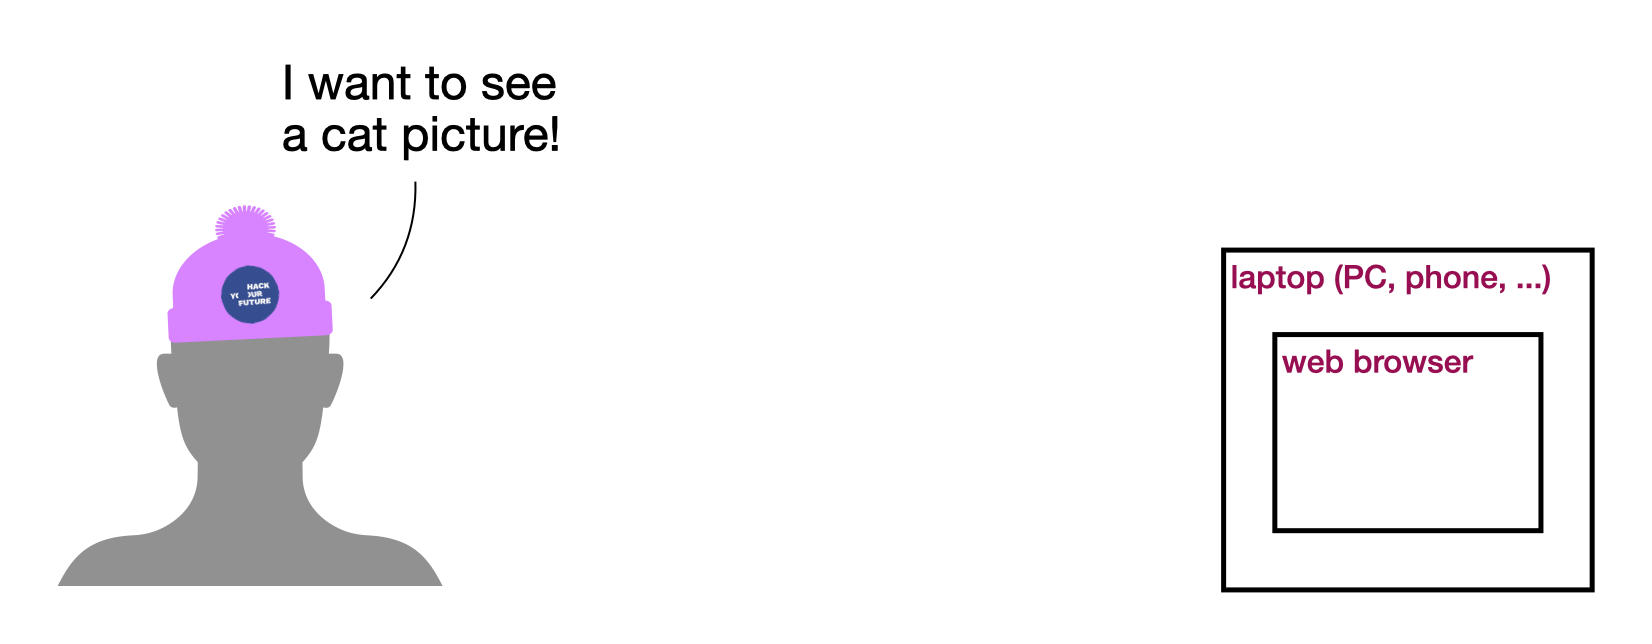 I want to see
a cat picture!
HACK
YOUR
FUTURE
laptop (PC, phone, ...)
web browser